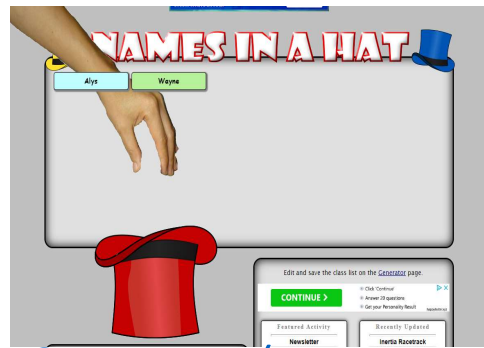 NAMES IN A HAT
Alys
Wayne
Edit and save the class list on the Generator page
CONTINUE >
Click 'Continue'
Answer 20 questions
Get your Personality Result
Featured Activity
Newsletter
Recently Updated
Inertia Racetrack